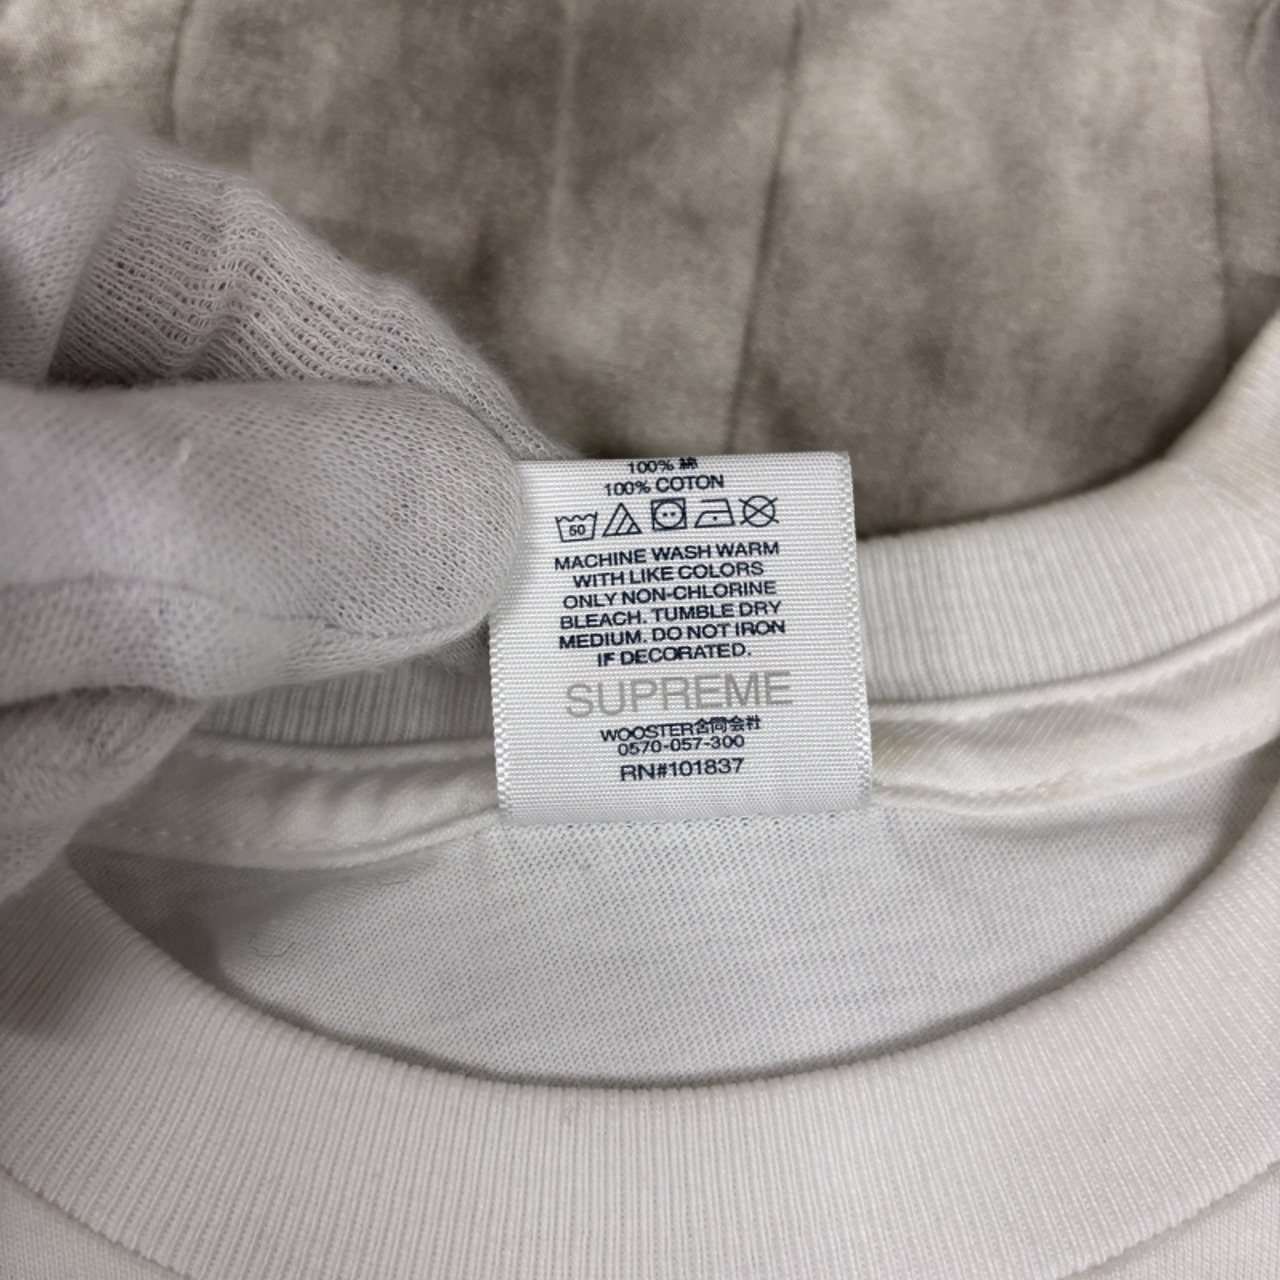 100% 綿
100% COTON
50
MACHINE WASH WARM
WITH LIKE COLORS
ONLY NON-CHLORINE
BLEACH. TUMBLE DRY
MEDIUM. DO NOT IRON
IF DECORATED.
SUPREME
WOOSTER合同会社
0570-057-300
RN#101837